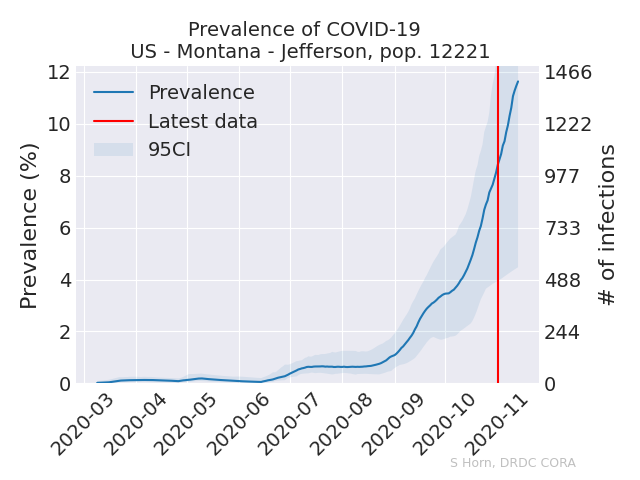 Prevalence of COVID-19
US - Montana - Jefferson, pop. 12221
Prevalence
Latest data
95CI
Prevalence (%)
12
10
8
6
4
2
0
# of infections
1466
1222
977
733
488
244
0
2020-03
2020-04
2020-05
2020-06
2020-07
2020-08
2020-09
2020-10
2020-11
S Horn, DRDC CORA